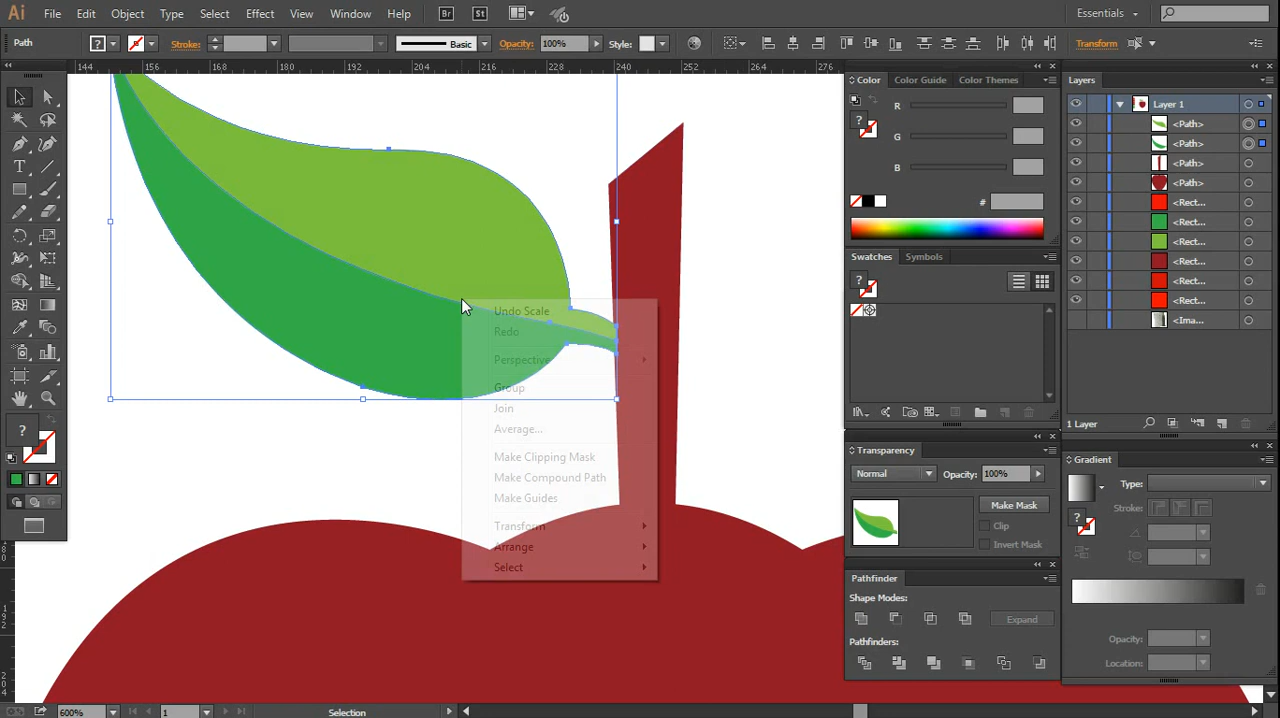 Ai File Edit Object Type Select Effect View Window Help Br St Essentials
Path ? Stroke: Basic Opacity: 100% Style: Transform
144 156 168 180 192 204 216 228 240 252 264 276
Color Color Guide Color Themes
R
G
B
#
Swatches Symbols
Layers
Layer 1
<Path>
<Path>
<Path>
<Path>
<Rect...
<Rect...
<Rect...
<Rect...
<Rect...
<Rect...
<Ima...
1 Layer
Undo Scale
Redo
Perspective
Group
Join
Average...
Make Clipping Mask
Make Compound Path
Make Guides
Transform
Arrange
Select
Transparency
Normal Opacity: 100%
Make Mask
Clip
Invert Mask
Pathfinder
Shape Modes:
Expand
Pathfinders:
Gradient
Type:
Stroke:
Opacity:
Location:
600% 1 Selection